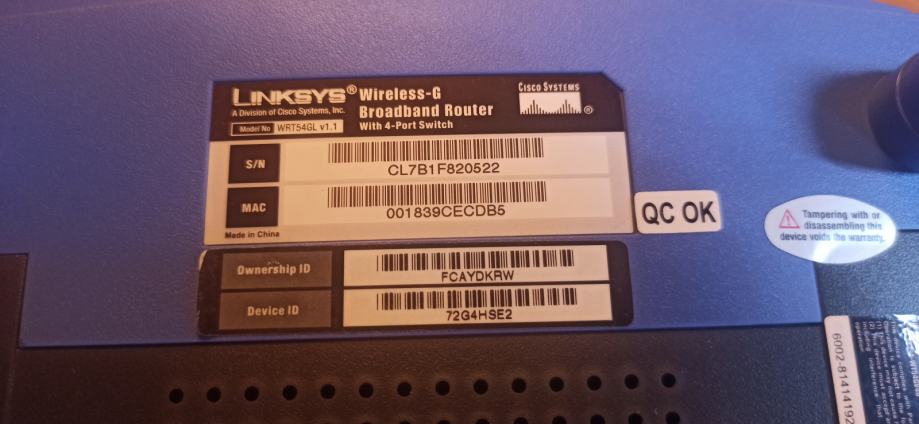 LINKSYS®
A Division of Cisco Systems, Inc.
Model No WRT54GL v1.1
Wireless-G
Broadband Router
With 4-Port Switch
CISCO SYSTEMS
®
S/N
CL7B1F820522
MAC
001839CECDB5
Made in China
QC OK
Tampering with or
disassembling this
device voids the warranty.
Ownership ID
FCAYDKRW
Device ID
72G4HSE2
6002-81414192